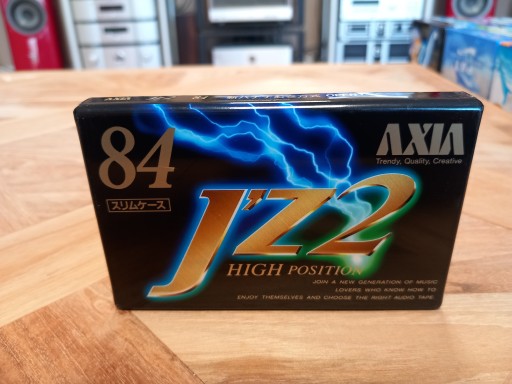 84
スリムケース
AXIA
Trendy, Quality, Creative
J'Z2
HIGH POSITION
JOIN A NEW GENERATION OF MUSIC
LOVERS WHO KNOW HOW TO
ENJOY THEMSELVES AND CHOOSE THE RIGHT AUDIO TAPE.
AXIA